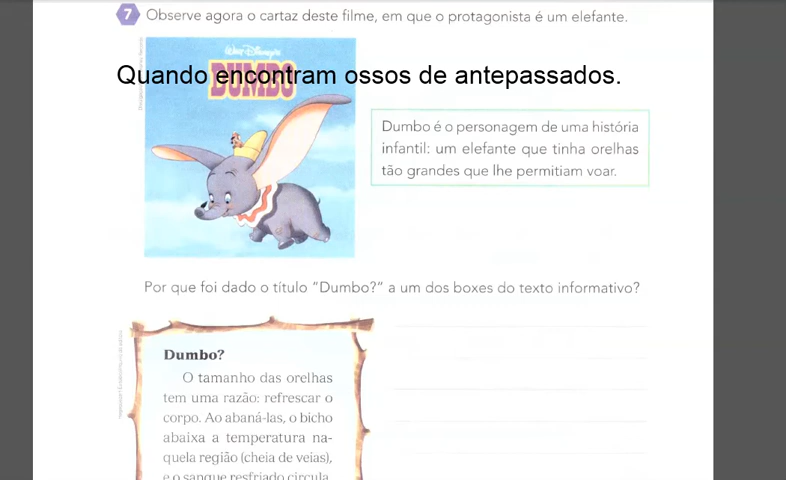 7 Observe agora o cartaz deste filme, em que o protagonista é um elefante.
Walt Disney's
DUMBO
Quando encontram ossos de antepassados.
Dumbo é o personagem de uma história
infantil: um elefante que tinha orelhas
tão grandes que lhe permitiam voar.
Por que foi dado o título “Dumbo?” a um dos boxes do texto informativo?
Dumbo?
O tamanho das orelhas
tem uma razão: refrescar o
corpo. Ao abaná-las, o bicho
abaixa a temperatura na-
quela região (cheia de veias),
e o sangue resfriado circula